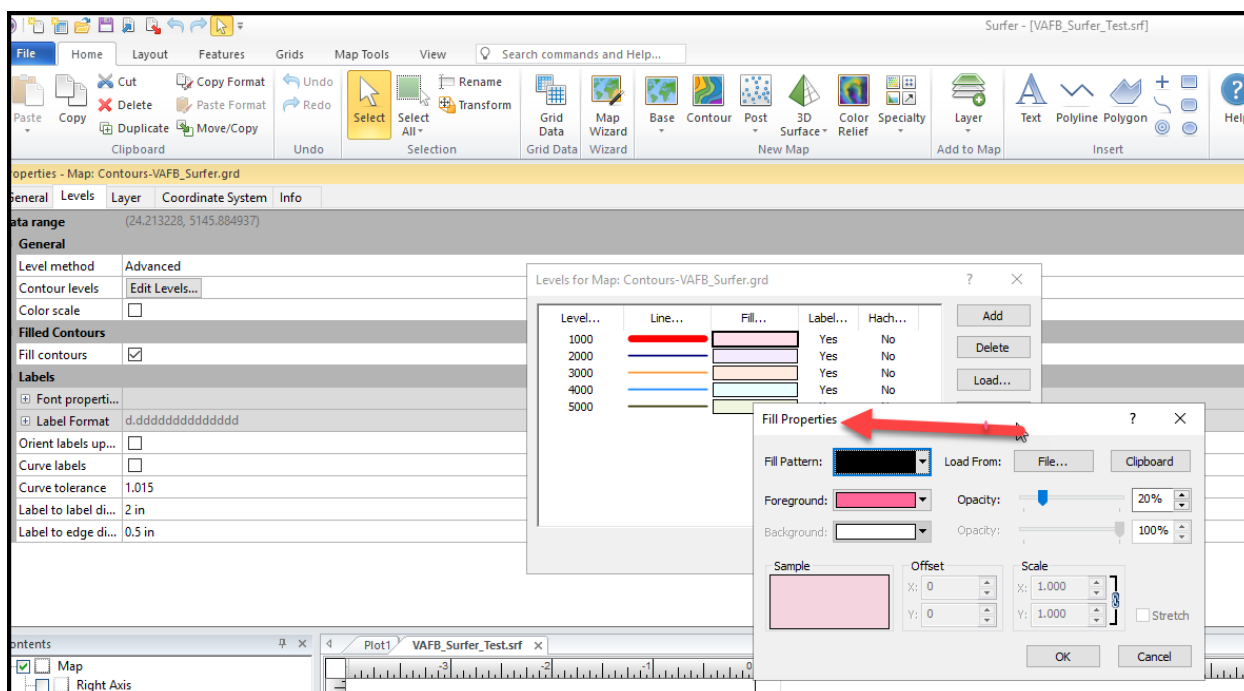 Surfer - [VAFB_Surfer_Test.srf]
File Home Layout Features Grids Map Tools View Search commands and Help...
Cut Copy Format Undo Rename
Delete Paste Format Redo Transform
Paste Copy Duplicate Move/Copy Select Select All Grid Data Map Wizard Base Contour Post 3D Surface Color Relief Specialty Layer Text Polyline Polygon
Clipboard Undo Selection Grid Data Wizard New Map Add to Map Insert
operties - Map: Contours-VAFB_Surfer.grd
General Levels Layer Coordinate System Info
ata range (24.213228, 5145.884937)
General
Level method Advanced
Contour levels Edit Levels...
Color scale
Filled Contours
Fill contours
Labels
Font properti...
Label Format d.dddddddddddddd
Orient labels up...
Curve labels
Curve tolerance 1.015
Label to label di... 2 in
Label to edge di... 0.5 in
Levels for Map: Contours-VAFB_Surfer.grd ?
Level... Line... Fill... Label... Hach... Add
1000 Yes No
2000 Yes No Delete
3000 Yes No
4000 Yes No Load...
5000
Fill Properties ?
Fill Pattern: Load From: File... Clipboard
Foreground: Opacity: 20%
Background: Opacity: 100%
Sample Offset Scale
X: 0 X: 1.000
Y: 0 Y: 1.000 Stretch
OK Cancel
ontents Plot1 VAFB_Surfer_Test.srf
Map -3 -2 -1 0
Right Axis